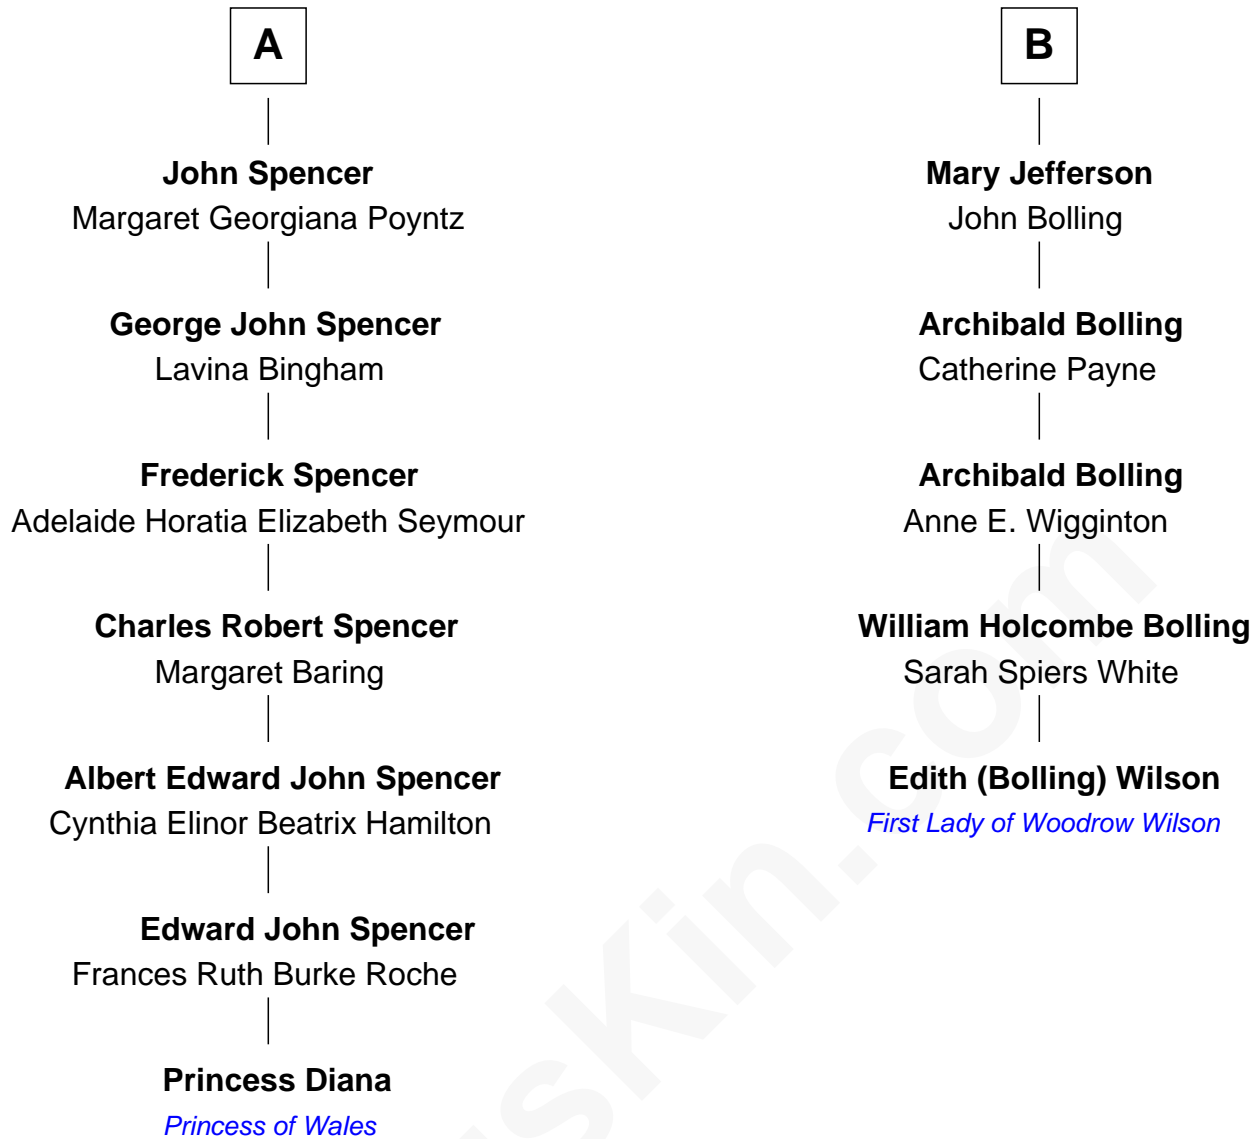 A
John Spencer
Margaret Georgiana Poyntz
George John Spencer
Lavina Bingham
Frederick Spencer
Adelaide Horatia Elizabeth Seymour
Charles Robert Spencer
Margaret Baring
Albert Edward John Spencer
Cynthia Elinor Beatrix Hamilton
Edward John Spencer
Frances Ruth Burke Roche
Princess Diana
Princess of Wales
B
Mary Jefferson
John Bolling
Archibald Bolling
Catherine Payne
Archibald Bolling
Anne E. Wigginton
William Holcombe Bolling
Sarah Spiers White
Edith (Bolling) Wilson
First Lady of Woodrow Wilson